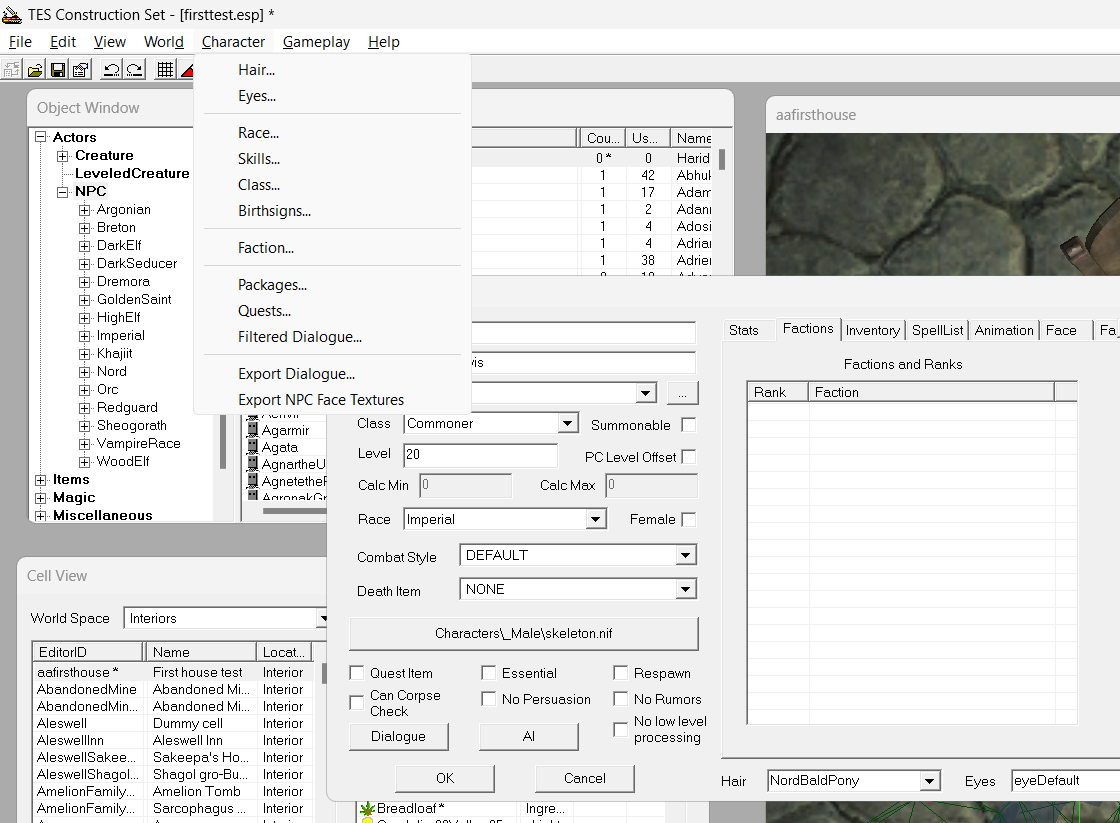 TES Construction Set - [firsttest.esp] *
File Edit View World Character Gameplay Help
Hair...
Eyes...
Race...
Skills...
Class...
Birthsigns...
Faction...
Packages...
Quests...
Filtered Dialogue...
Export Dialogue...
Export NPC Face Textures
Object Window
Actors
Creature
LeveledCreature
NPC
Argonian
Breton
DarkElf
DarkSeducer
Dremora
GoldenSaint
HighElf
Imperial
Khajiit
Nord
Orc
Redguard
Sheogorath
VampireRace
WoodElf
Items
Magic
Miscellaneous
Cou... Us... Name
0 * 0 Harid
1 42 Abhuk
1 17 Adam
1 2 Adanr
1 4 Adosi
1 4 Adriar
1 38 Adrier
Agarmir
Agata
AgnartheU
AgnetetheF
AgronakGr
aafirsthouse
vis
...
Class Commoner Summonable
Level 20 PC Level Offset
Calc Min 0 Calc Max 0
Race Imperial Female
Combat Style DEFAULT
Death Item NONE
Characters\_Male\skeleton.nif
Quest Item Essential Respawn
Can Corpse Check No Persuasion No Rumors
No low level processing
Dialogue AI
OK Cancel
Stats Factions Inventory SpellList Animation Face Fa
Factions and Ranks
Rank Faction
Hair NordBaldPony Eyes eyeDefault
Cell View
World Space Interiors
EditorID Name Locat...
aafirsthouse * First house test Interior
AbandonedMine Abandoned Mi... Interior
AbandonedMin... Abandoned Mi... Interior
Aleswell Dummy cell Interior
AleswellInn Aleswell Inn Interior
AleswellSakee... Sakeepa's Ho... Interior
AleswellShagol... Shagol gro-Bu... Interior
AmelionFamily... Amelion Tomb Interior
AmelionFamily... Sarcophagus ... Interior
Breadloaf * Ingre...